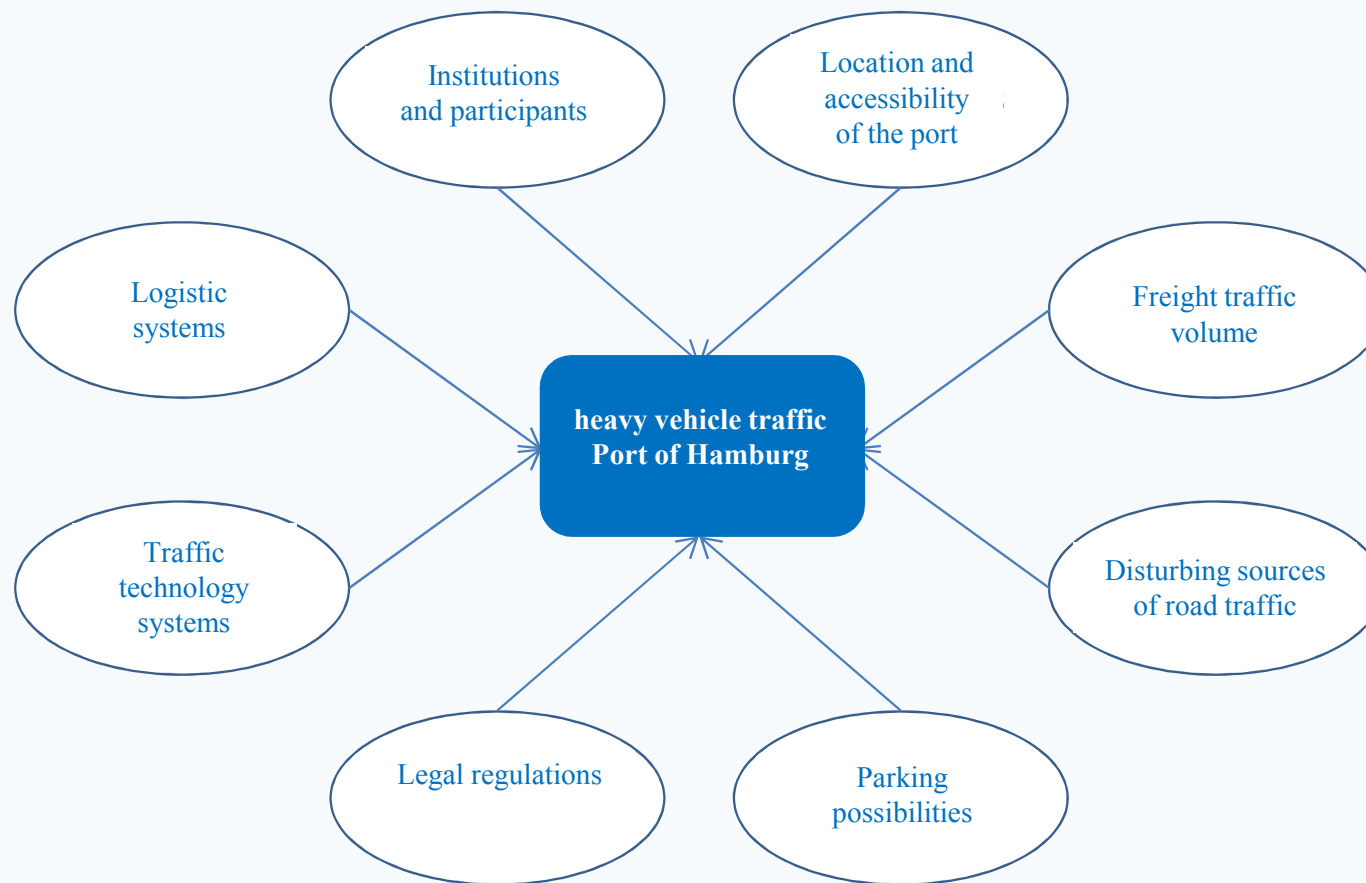 Institutions
and participants
Location and
accessibility
of the port
Logistic
systems
Freight traffic
volume
heavy vehicle traffic
Port of Hamburg
Traffic
technology
systems
Disturbing sources
of road traffic
Legal regulations
Parking
possibilities